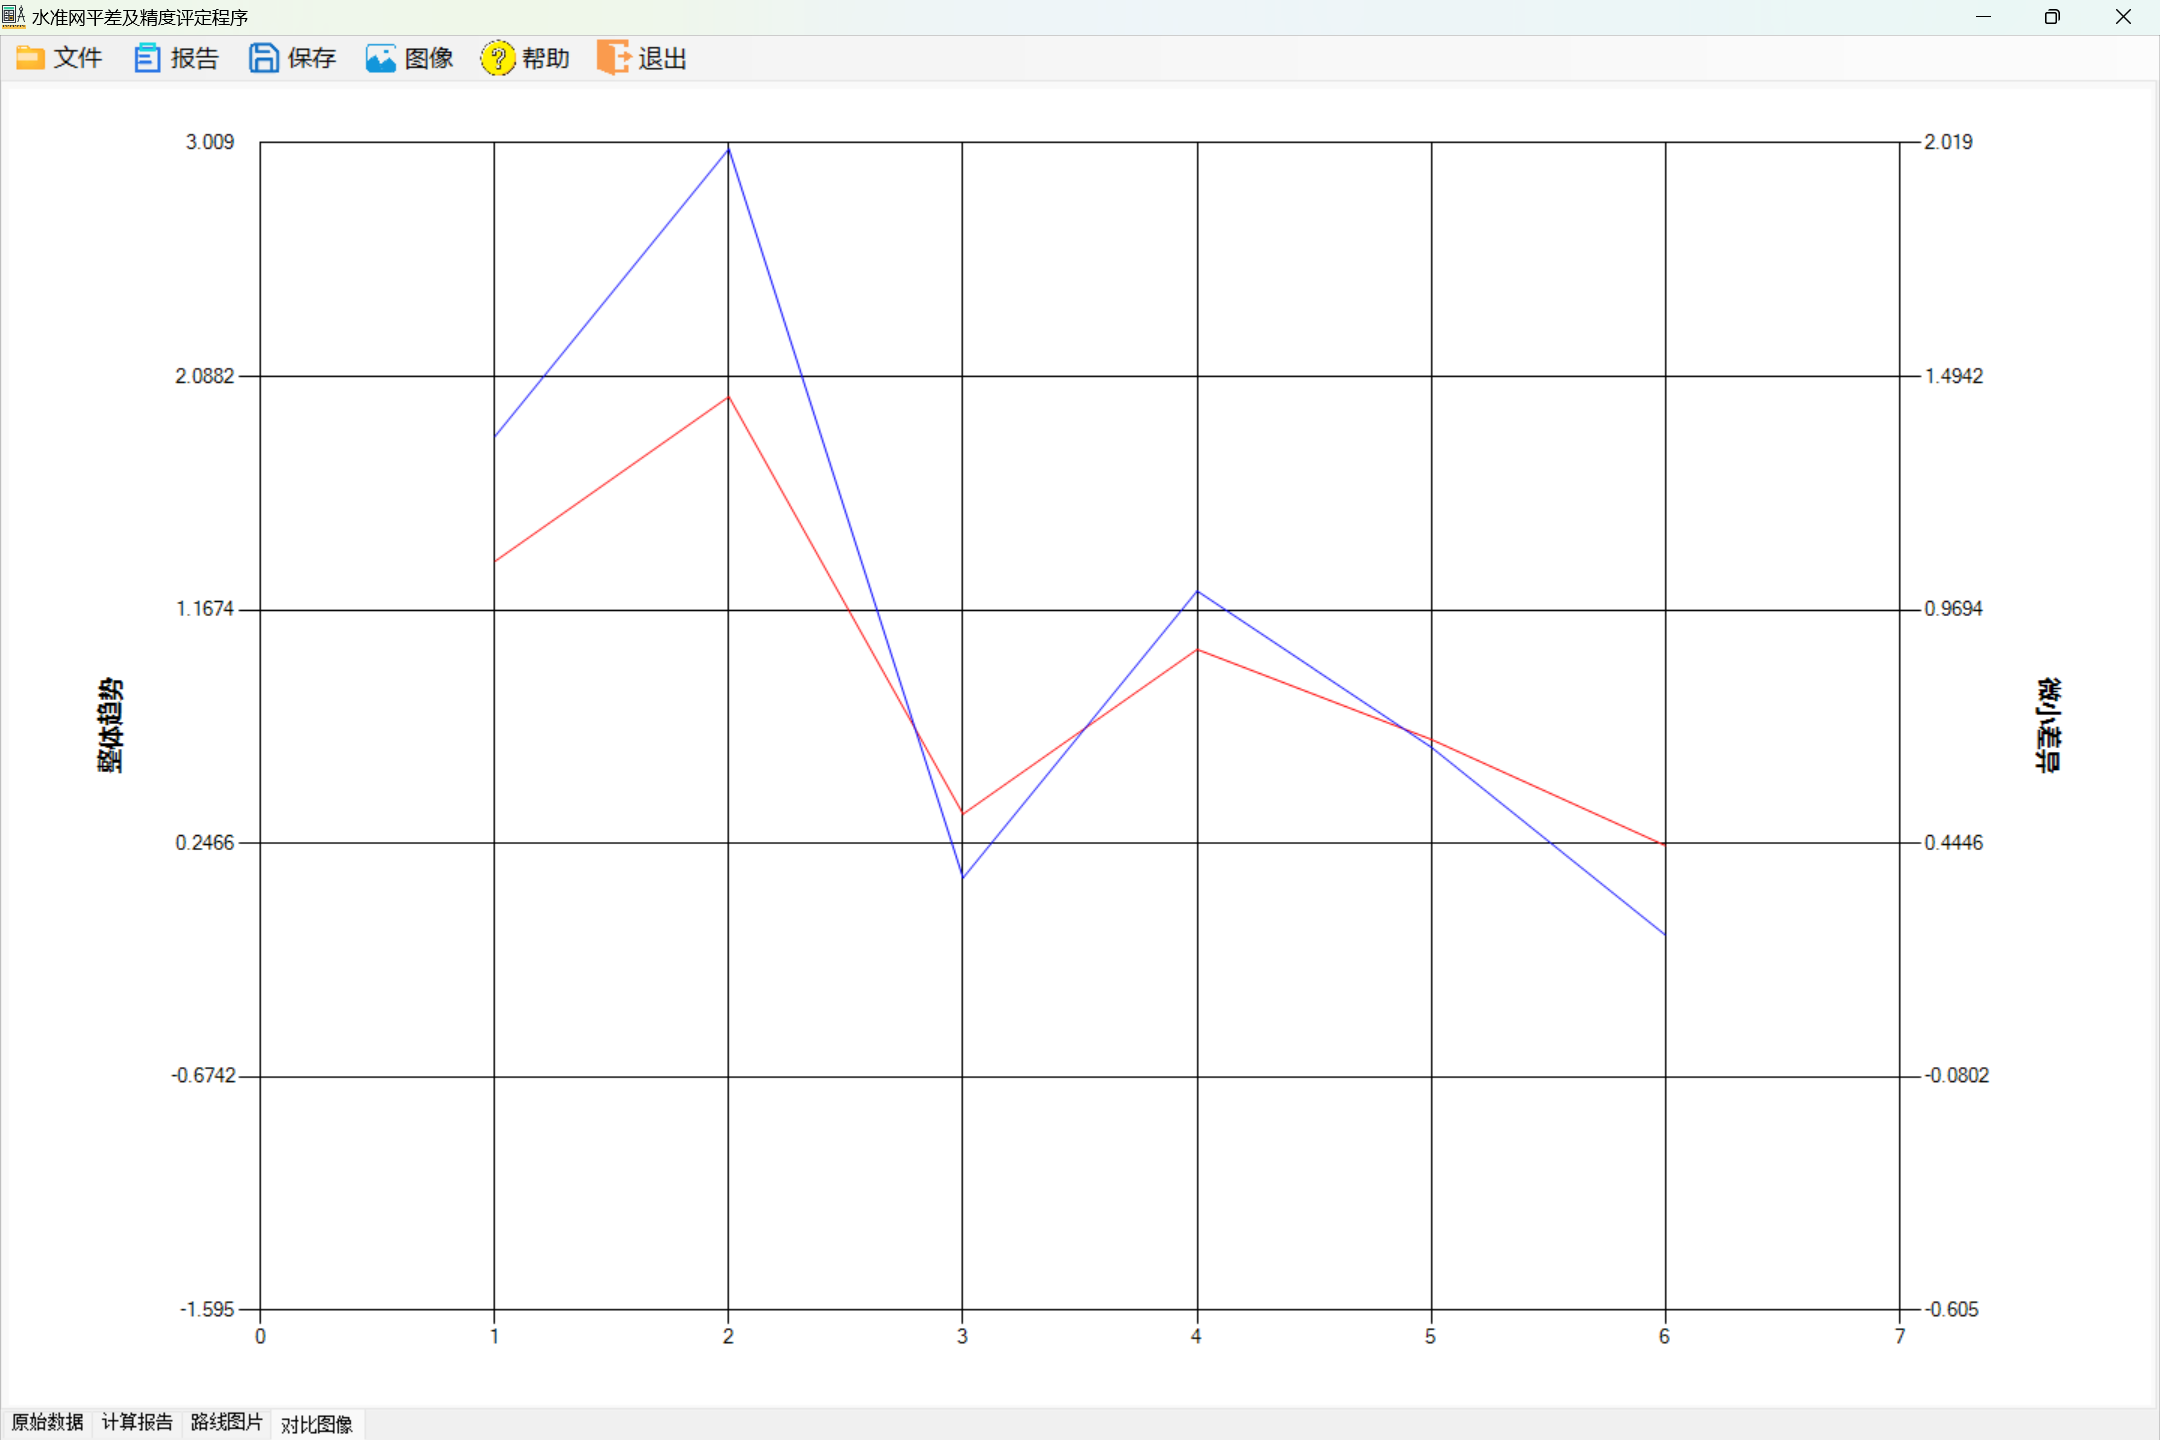 水准网平差及精度评定程序
文件 报告 保存 图像 帮助 退出
3.009
2.0882
1.1674
0.2466
-0.6742
-1.595
整体趋势
2.019
1.4942
0.9694
0.4446
-0.0802
-0.605
微小差异
0 1 2 3 4 5 6 7
原始数据 计算报告 路线图片 对比图像